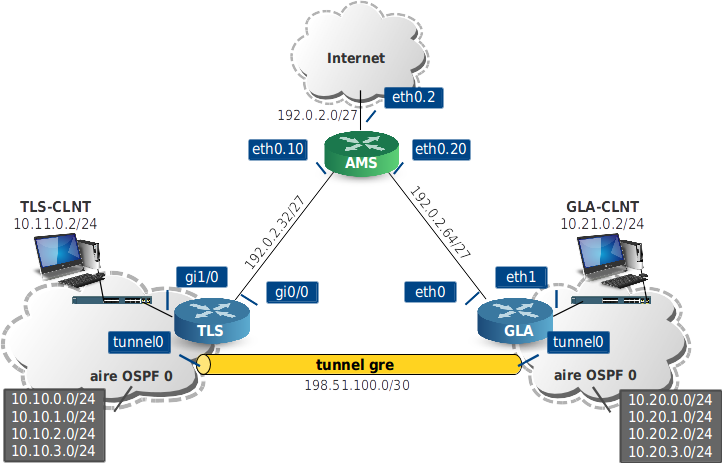 Internet
eth0.2
192.0.2.0/27
eth0.10
eth0.20
AMS
TLS-CLNT
10.11.0.2/24
GLA-CLNT
10.21.0.2/24
192.0.2.32/27
192.0.2.64/27
gi1/0
gi0/0
eth0
eth1
TLS
GLA
tunnel0
tunnel0
tunnel gre
198.51.100.0/30
aire OSPF 0
aire OSPF 0
10.10.0.0/24
10.10.1.0/24
10.10.2.0/24
10.10.3.0/24
10.20.0.0/24
10.20.1.0/24
10.20.2.0/24
10.20.3.0/24